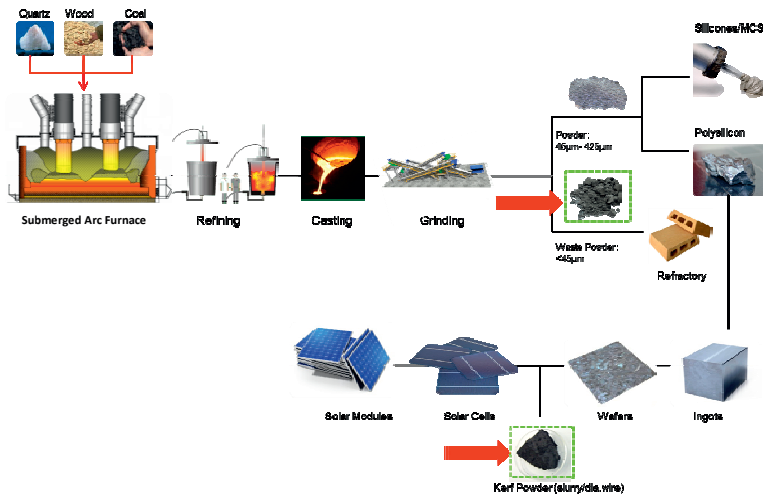 Quartz
Wood
Coal
Silicones/MCS
Powder:
45µm- 425µm
Polysilicon
Submerged Arc Furnace
Refining
Casting
Grinding
Waste Powder:
<45µm
Refractory
Solar Modules
Solar Cells
Wafers
Ingots
Kerf Powder (slurry/dia.wire)